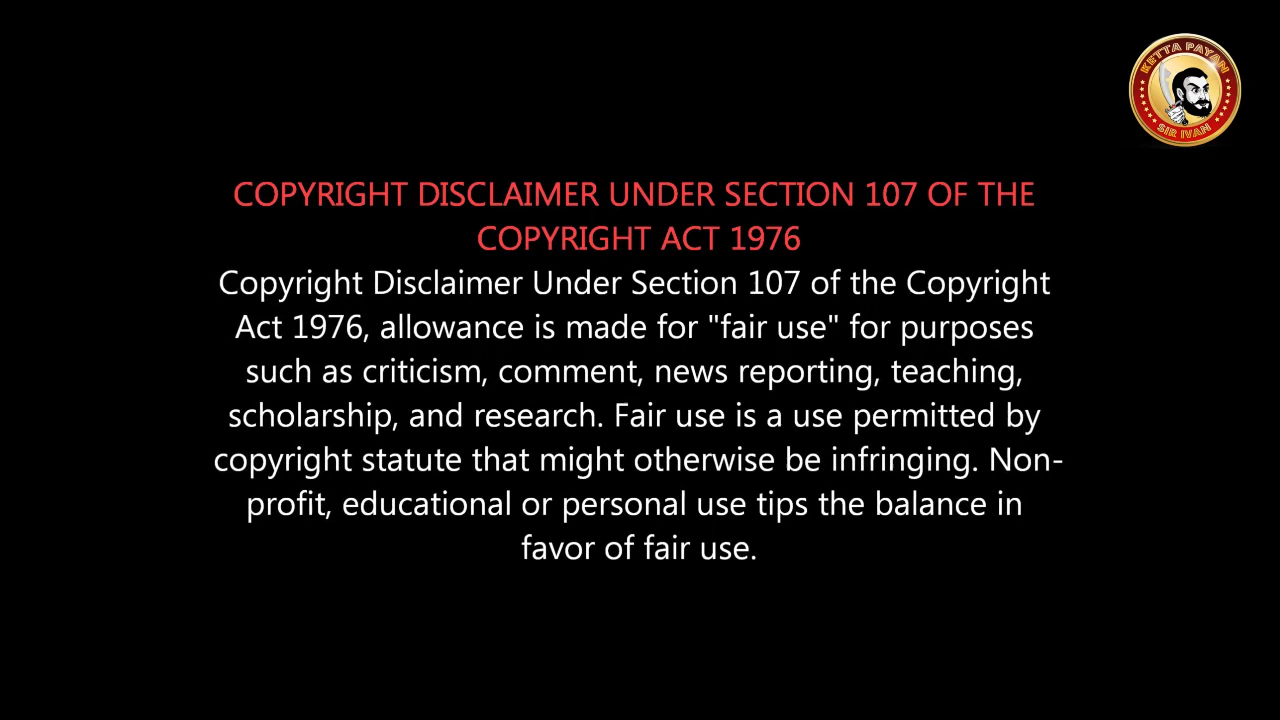 KETTA PAYAN
SIR IVAN
COPYRIGHT DISCLAIMER UNDER SECTION 107 OF THE
COPYRIGHT ACT 1976
Copyright Disclaimer Under Section 107 of the Copyright
Act 1976, allowance is made for "fair use" for purposes
such as criticism, comment, news reporting, teaching,
scholarship, and research. Fair use is a use permitted by
copyright statute that might otherwise be infringing. Non-
profit, educational or personal use tips the balance in
favor of fair use.